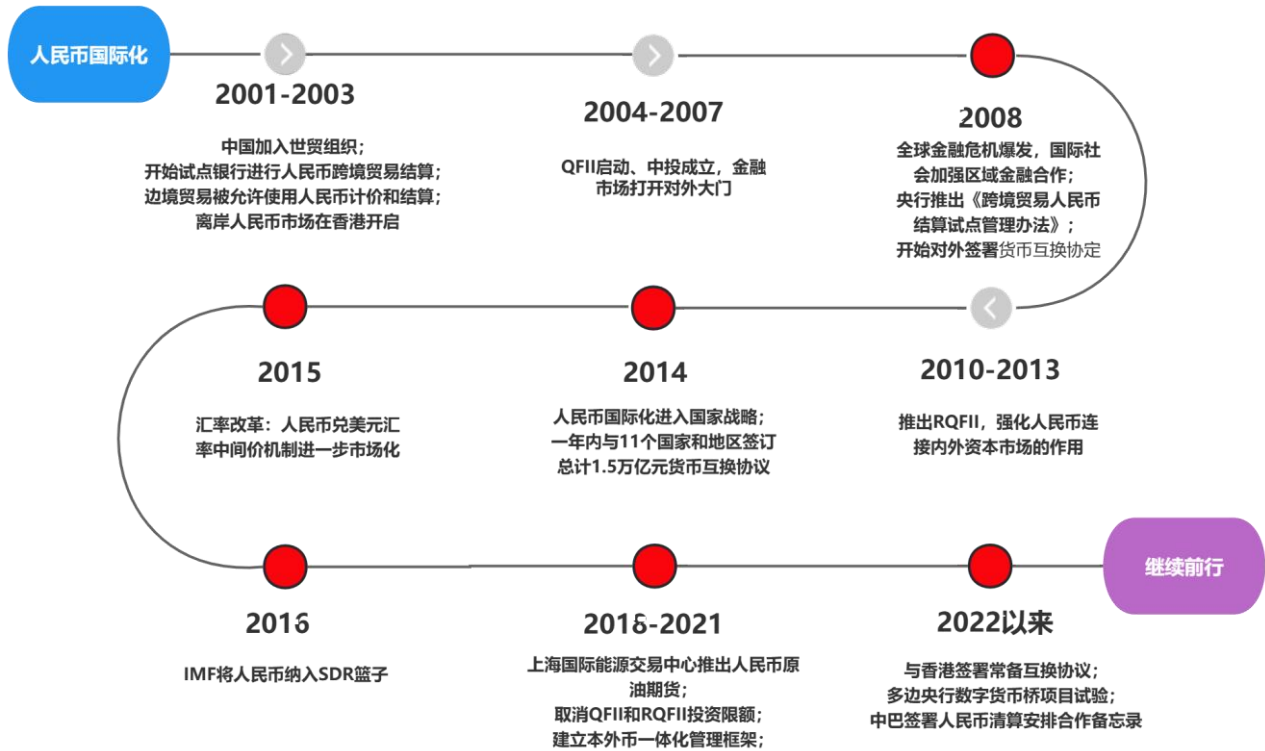 人民币国际化
2001-2003
中国加入世贸组织；
开始试点银行进行人民币跨境贸易结算；
边境贸易被允许使用人民币计价和结算；
离岸人民币市场在香港开启
2004-2007
QFII启动、中投成立，金融
市场打开对外大门
2008
全球金融危机爆发，国际社
会加强区域金融合作；
央行推出《跨境贸易人民币
结算试点管理办法》；
开始对外签署货币互换协定
2010-2013
推出RQFII，强化人民币连
接内外资本市场的作用
2014
人民币国际化进入国家战略；
一年内与11个国家和地区签订
总计1.5万亿元货币互换协议
2015
汇率改革：人民币兑美元汇
率中间价机制进一步市场化
2016
IMF将人民币纳入SDR篮子
2018-2021
上海国际能源交易中心推出人民币原
油期货；
取消QFII和RQFII投资限额；
建立本外币一体化管理框架；
2022以来
与香港签署常备互换协议；
多边央行数字货币桥项目试验；
中巴签署人民币清算安排合作备忘录
继续前行